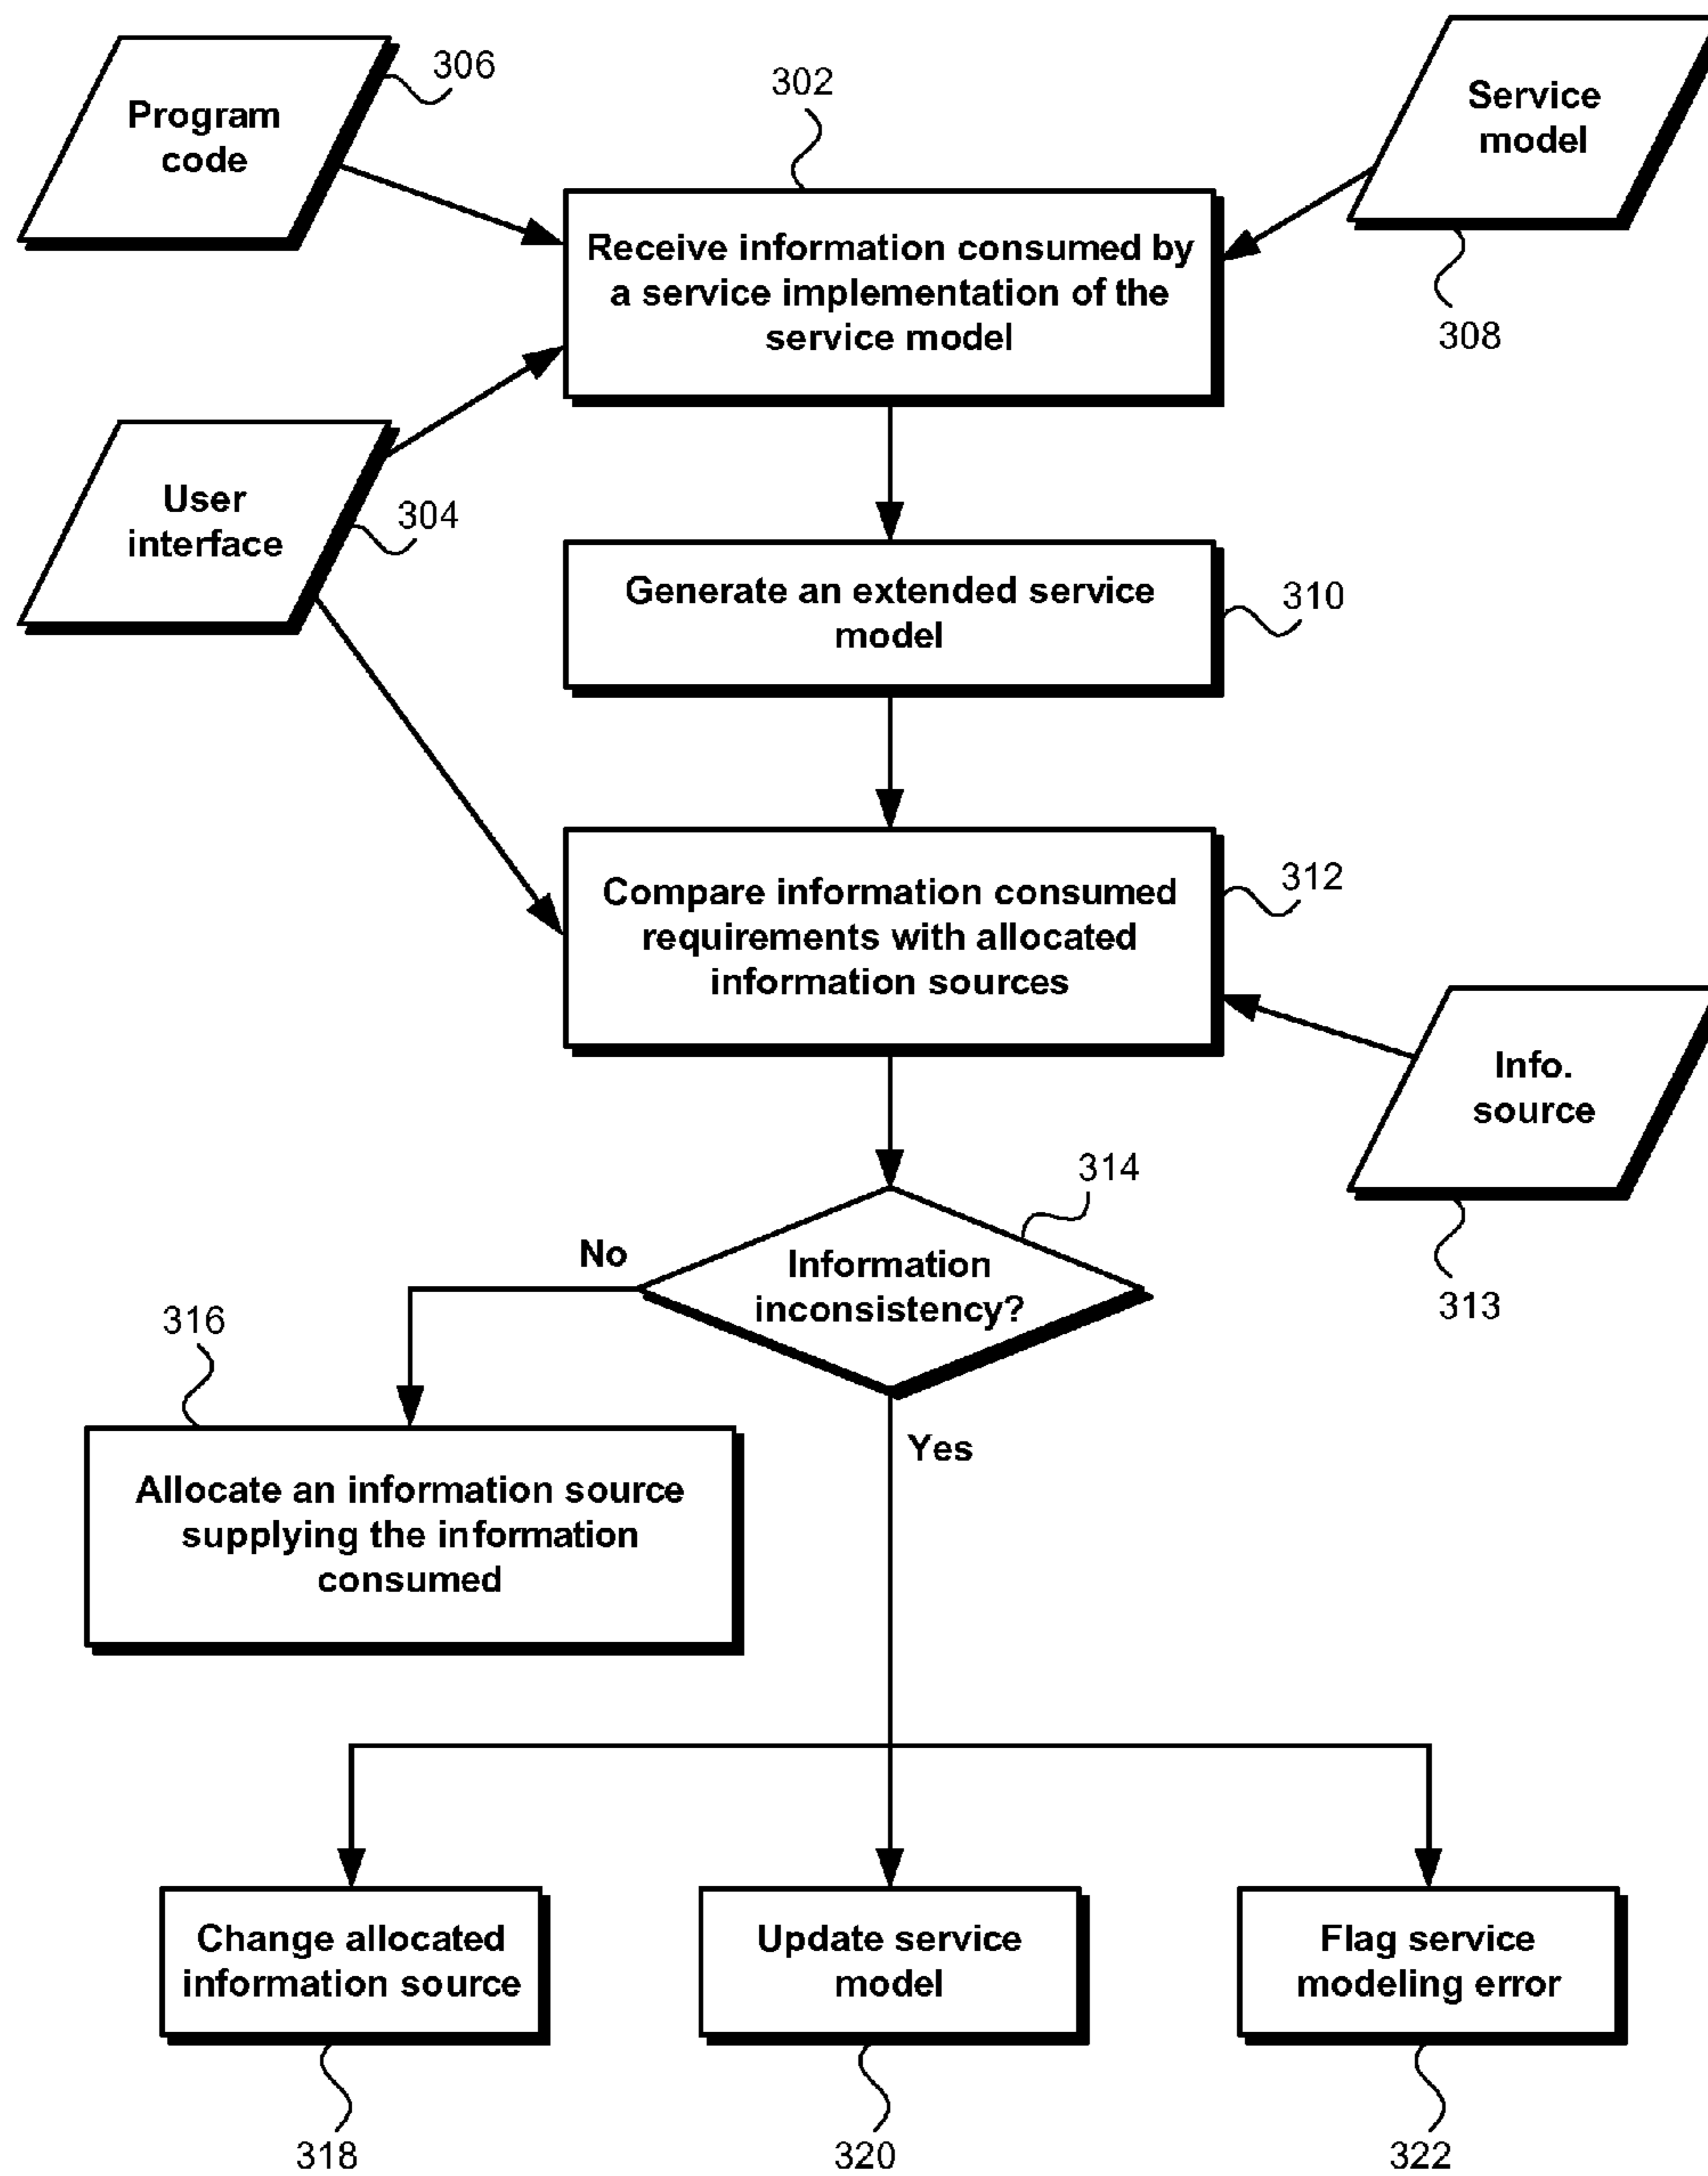 Program
code
306
302
Service
model
308
Receive information consumed by
a service implementation of the
service model
User
interface
304
Generate an extended service
model
310
Compare information consumed
requirements with allocated
information sources
312
Info.
source
313
314
Information
inconsistency?
No
Yes
316
Allocate an information source
supplying the information
consumed
Change allocated
information source
Update service
model
Flag service
modeling error
318
320
322